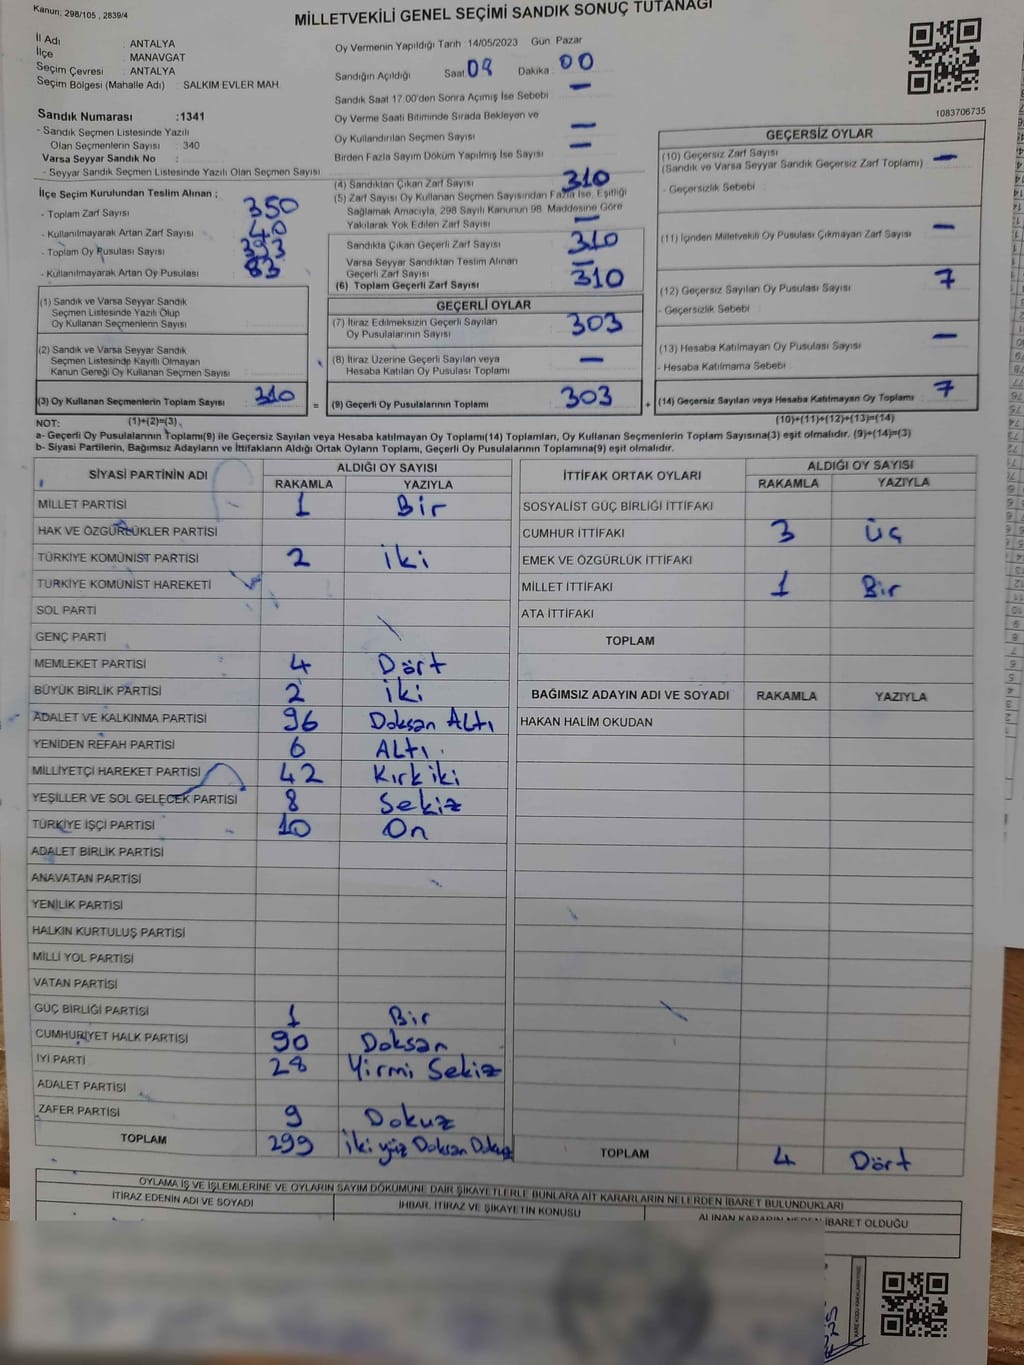 Kanun; 298/105 , 2839/4
MİLLETVEKİLİ GENEL SEÇİMİ SANDIK SONUÇ TUTANAĞI
İl Adı : ANTALYA
İlçe : MANAVGAT
Seçim Çevresi : ANTALYA
Seçim Bölgesi (Mahalle Adı) : SALKIM EVLER MAH
Sandık Numarası :1341
- Sandık Seçmen Listesinde Yazılı
Olan Seçmenlerin Sayısı : 340
Varsa Seyyar Sandık No :
- Seyyar Sandık Seçmen Listesinde Yazılı Olan Seçmen Sayısı
İlçe Seçim Kurulundan Teslim Alınan ;
- Toplam Zarf Sayısı 350
- Kullanılmayarak Artan Zarf Sayısı 40
- Toplam Oy Pusulası Sayısı 393
- Kullanılmayarak Artan Oy Pusulası 83
(1) Sandık ve Varsa Seyyar Sandık
Seçmen Listesinde Yazılı Olup
Oy Kullanan Seçmenlerin Sayısı
(2) Sandık ve Varsa Seyyar Sandık
Seçmen Listesinde Kayıtlı Olmayan
Kanun Gereği Oy Kullanan Seçmen Sayısı
(3) Oy Kullanan Seçmenlerin Toplam Sayısı 310 =
(1)+(2)=(3)
Oy Vermenin Yapıldığı Tarih :14/05/2023 Gün Pazar
Sandığın Açıldığı Saat 08 Dakika : 00
Sandık Saat 17.00'den Sonra Açılmış İse Sebebi —
Oy Verme Saati Bitiminde Sırada Bekleyen ve
Oy Kullandırılan Seçmen Sayısı —
Birden Fazla Sayım Döküm Yapılmış İse Sayısı —
(4) Sandıktan Çıkan Zarf Sayısı 310
(5) Zarf Sayısı Oy Kullanan Seçmen Sayısından Fazla İse, Eşitliği
Sağlamak Amacıyla, 298 Sayılı Kanunun 98. Maddesine Göre
Yakılarak Yok Edilen Zarf Sayısı —
Sandıkta Çıkan Geçerli Zarf Sayısı 310
Varsa Seyyar Sandıktan Teslim Alınan
Geçerli Zarf Sayısı —
(6) Toplam Geçerli Zarf Sayısı 310
GEÇERLİ OYLAR
(7) İtiraz Edilmeksizin Geçerli Sayılan
Oy Pusulalarının Sayısı 303
(8) İtiraz Üzerine Geçerli Sayılan veya
Hesaba Katılan Oy Pusulası Toplamı —
(9) Geçerli Oy Pusulalarının Toplamı 303 +
1083706735
GEÇERSİZ OYLAR
(10) Geçersiz Zarf Sayısı —
(Sandık ve Varsa Seyyar Sandık Geçersiz Zarf Toplamı)
- Geçersizlik Sebebi :
(11) İçinden Milletvekili Oy Pusulası Çıkmayan Zarf Sayısı —
(12) Geçersiz Sayılan Oy Pusulası Sayısı 7
- Geçersizlik Sebebi :
(13) Hesaba Katılmayan Oy Pusulası Sayısı —
- Hesaba Katılmama Sebebi :
(14) Geçersiz Sayılan veya Hesaba Katılmayan Oy Toplamı 7
(10)+(11)+(12)+(13)=(14)
NOT:
a- Geçerli Oy Pusulalarının Toplamı(9) ile Geçersiz Sayılan veya Hesaba katılmayan Oy Toplamı(14) Toplamları, Oy Kullanan Seçmenlerin Toplam Sayısına(3) eşit olmalıdır. (9)+(14)=(3)
b- Siyasi Partilerin, Bağımsız Adayların ve İttifakların Aldığı Ortak Oyların Toplamı, Geçerli Oy Pusulalarının Toplamına(9) eşit olmalıdır.
SİYASİ PARTİNİN ADI ALDIĞI OY SAYISI
RAKAMLA YAZIYLA
MİLLET PARTİSİ 1 Bir
HAK VE ÖZGÜRLÜKLER PARTİSİ
TÜRKİYE KOMÜNİST PARTİSİ 2 iki
TÜRKİYE KOMÜNİST HAREKETİ
SOL PARTİ
GENÇ PARTİ
MEMLEKET PARTİSİ 4 Dört
BÜYÜK BİRLİK PARTİSİ 2 iki
ADALET VE KALKINMA PARTİSİ 96 Doksan Altı
YENİDEN REFAH PARTİSİ 6 Altı
MİLLİYETÇİ HAREKET PARTİSİ 42 Kırk iki
YEŞİLLER VE SOL GELECEK PARTİSİ 8 Sekiz
TÜRKİYE İŞÇİ PARTİSİ 10 On
ADALET BİRLİK PARTİSİ
ANAVATAN PARTİSİ
YENİLİK PARTİSİ
HALKIN KURTULUŞ PARTİSİ
MİLLİ YOL PARTİSİ
VATAN PARTİSİ
GÜÇ BİRLİĞİ PARTİSİ 1 Bir
CUMHURİYET HALK PARTİSİ 90 Doksan
İYİ PARTİ 28 Yirmi Sekiz
ADALET PARTİSİ
ZAFER PARTİSİ 9 Dokuz
TOPLAM 299 iki yüz Doksan Dokuz
İTTİFAK ORTAK OYLARI ALDIĞI OY SAYISI
RAKAMLA YAZIYLA
SOSYALİST GÜÇ BİRLİĞİ İTTİFAKI
CUMHUR İTTİFAKI 3 Üç
EMEK VE ÖZGÜRLÜK İTTİFAKI
MİLLET İTTİFAKI 1 Bir
ATA İTTİFAKI
TOPLAM
BAĞIMSIZ ADAYIN ADI VE SOYADI RAKAMLA YAZIYLA
HAKAN HALİM OKUDAN
TOPLAM 4 Dört
OYLAMA İŞ VE İŞLEMLERİNE VE OYLARIN SAYIM DÖKÜMÜNE DAİR ŞİKAYETLERLE BUNLARA AİT KARARLARIN NELERDEN İBARET BULUNDUKLARI
İTİRAZ EDENİN ADI VE SOYADI İHBAR, İTİRAZ VE ŞİKAYETİN KONUSU ALINAN KARARIN NEDEN İBARET OLDUĞU